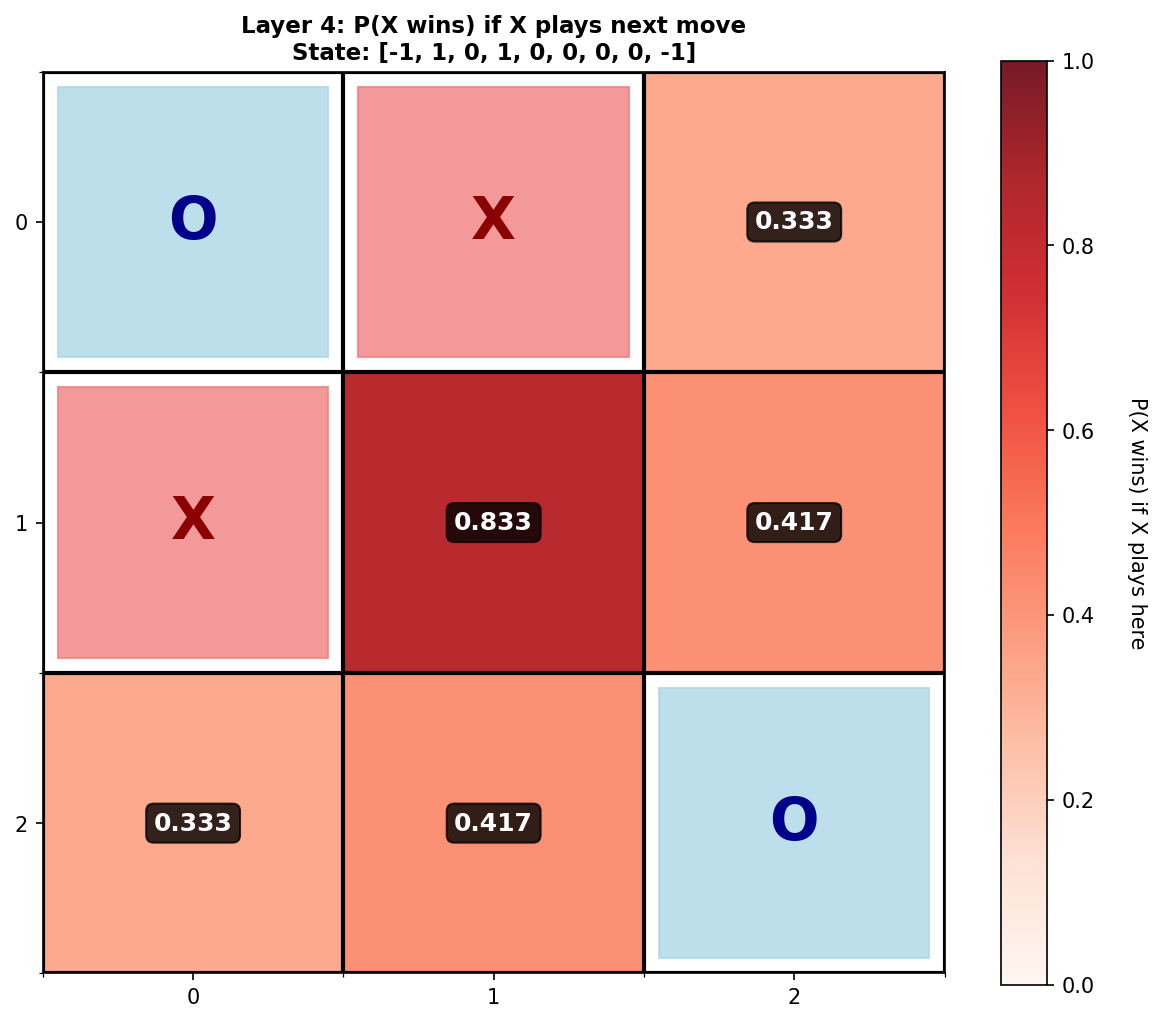 Layer 4: P(X wins) if X plays next move
State: [-1, 1, 0, 1, 0, 0, 0, 0, -1]
0
O
X
0.333
1
X
0.833
0.417
2
0.333
0.417
O
0
1
2
1.0
0.8
0.6
0.4
0.2
0.0
P(X wins) if X plays here